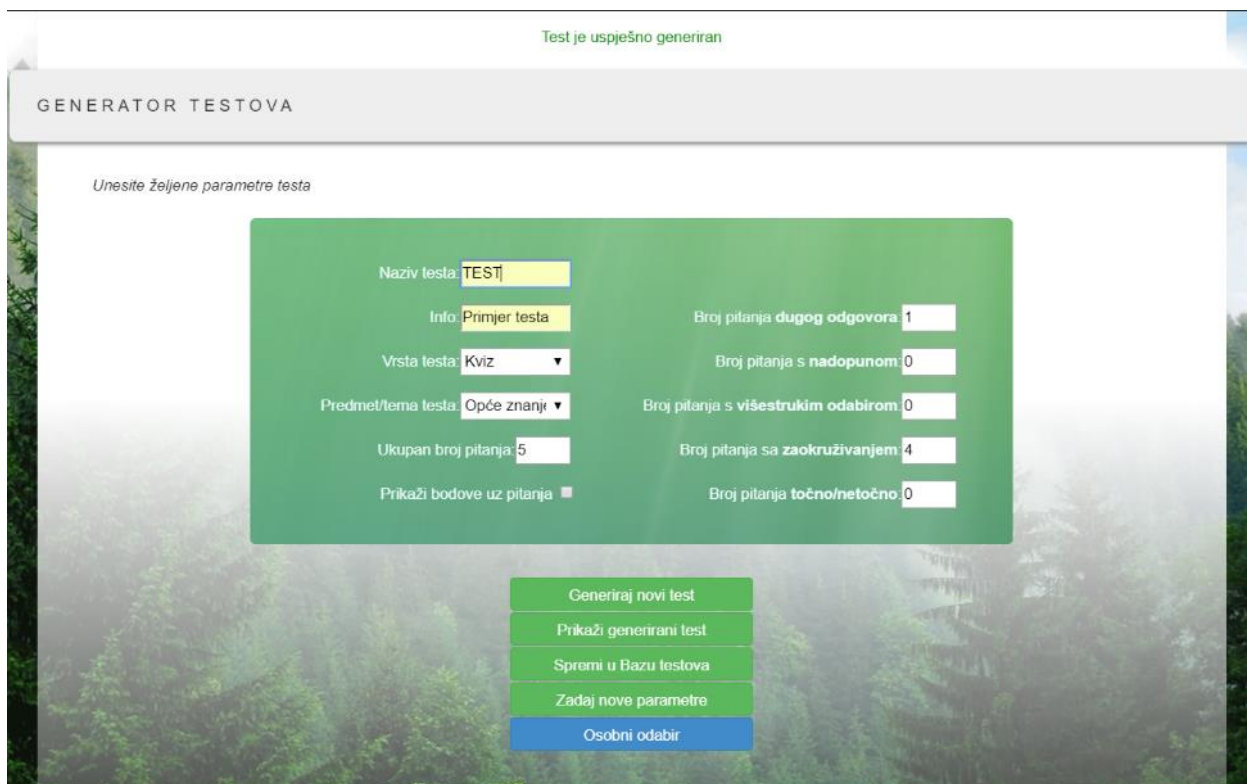 Test je uspješno generiran
GENERATOR TESTOVA
Unesite željene parametre testa
Naziv testa: TEST
Info: Primjer testa
Vrsta testa: Kviz
Predmet/tema testa: Opće znanje
Ukupan broj pitanja: 5
Prikaži bodove uz pitanja
Broj pitanja dugog odgovora: 1
Broj pitanja s nadopunom: 0
Broj pitanja s višestrukim odabirom: 0
Broj pitanja sa zaokruživanjem: 4
Broj pitanja točno/netočno: 0
Generiraj novi test
Prikaži generirani test
Spremi u Bazu testova
Zadaj nove parametre
Osobni odabir